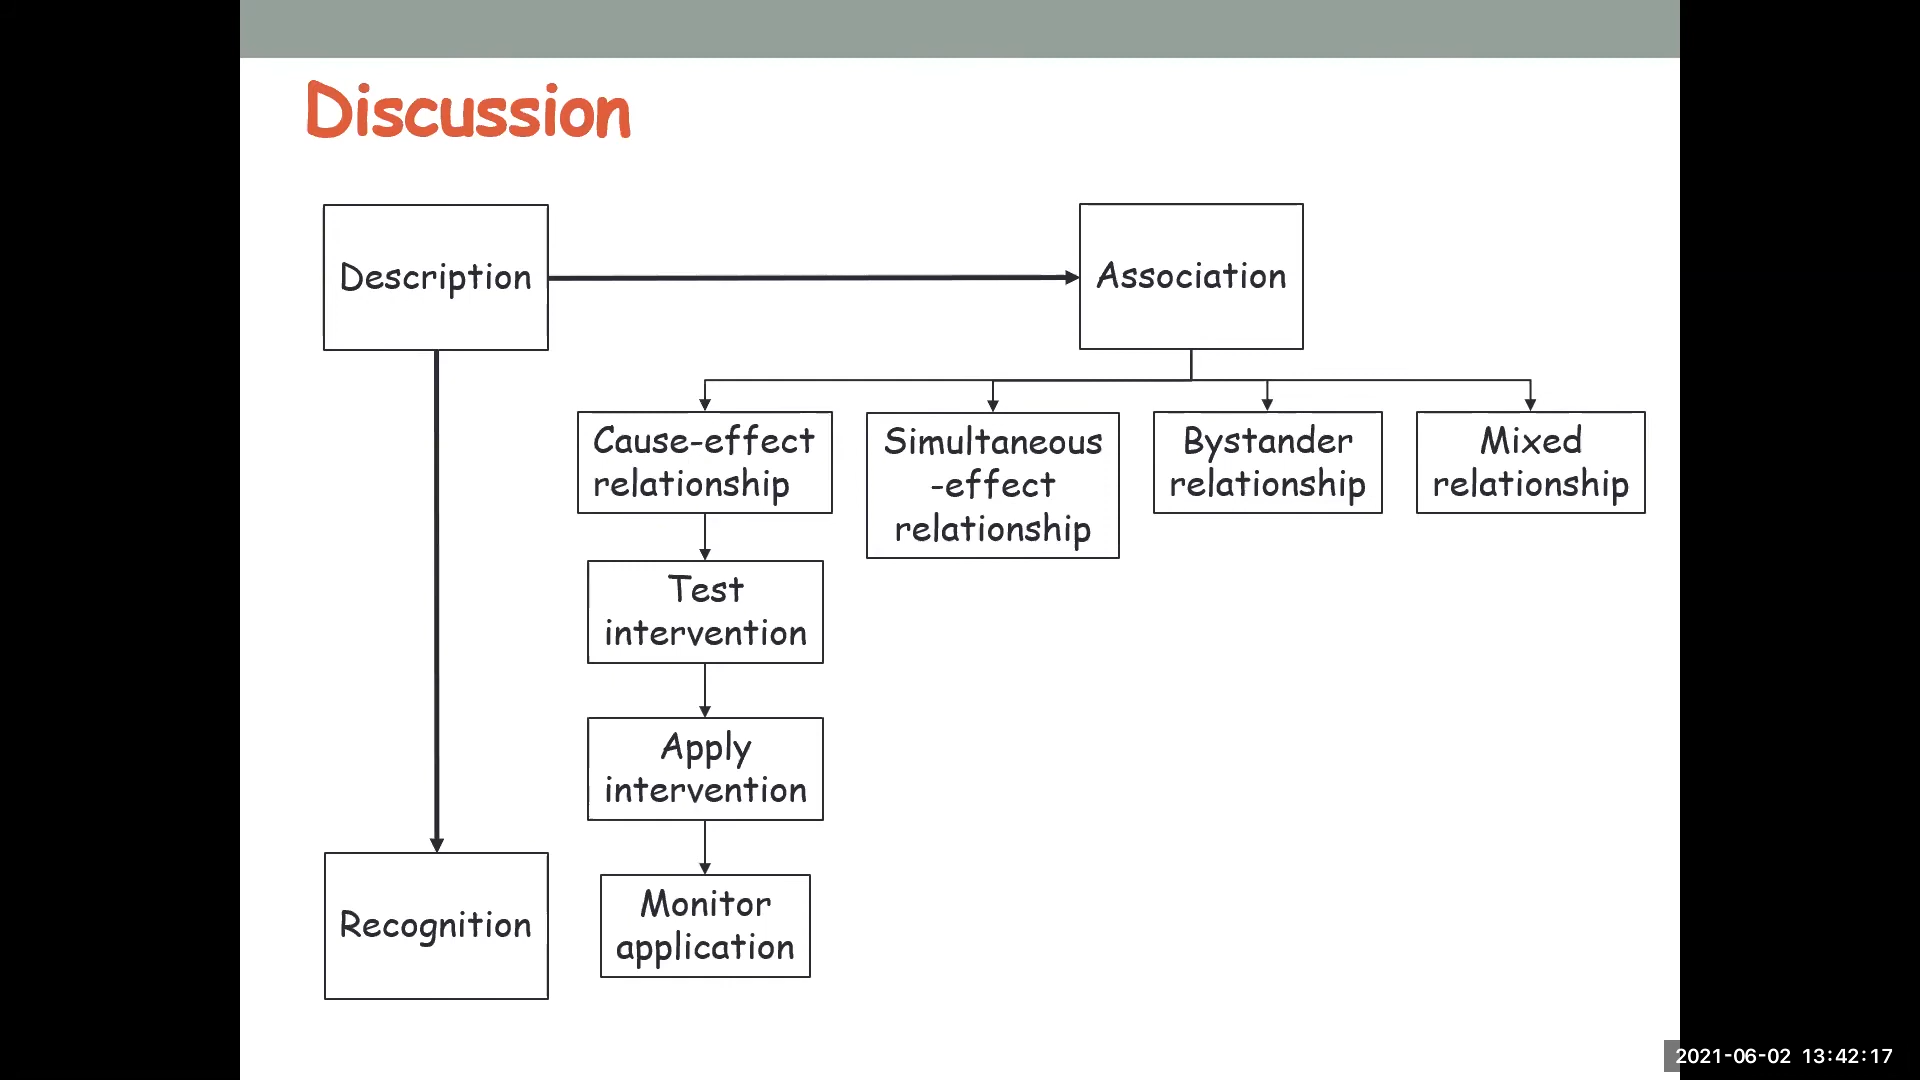 Discussion
Description
Association
Cause-effect
relationship
Simultaneous
-effect
relationship
Bystander
relationship
Mixed
relationship
Test
intervention
Apply
intervention
Monitor
application
Recognition
2021-06-02 13:42:17